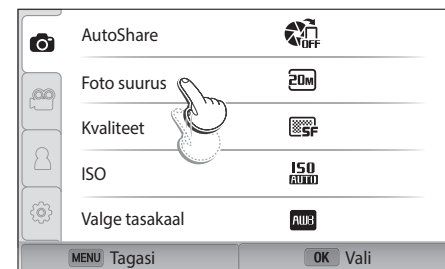 AutoShare OFF
Foto suurus 20M
Kvaliteet SF
ISO ISO AUTO
Valge tasakaal AWB
MENU Tagasi OK Vali